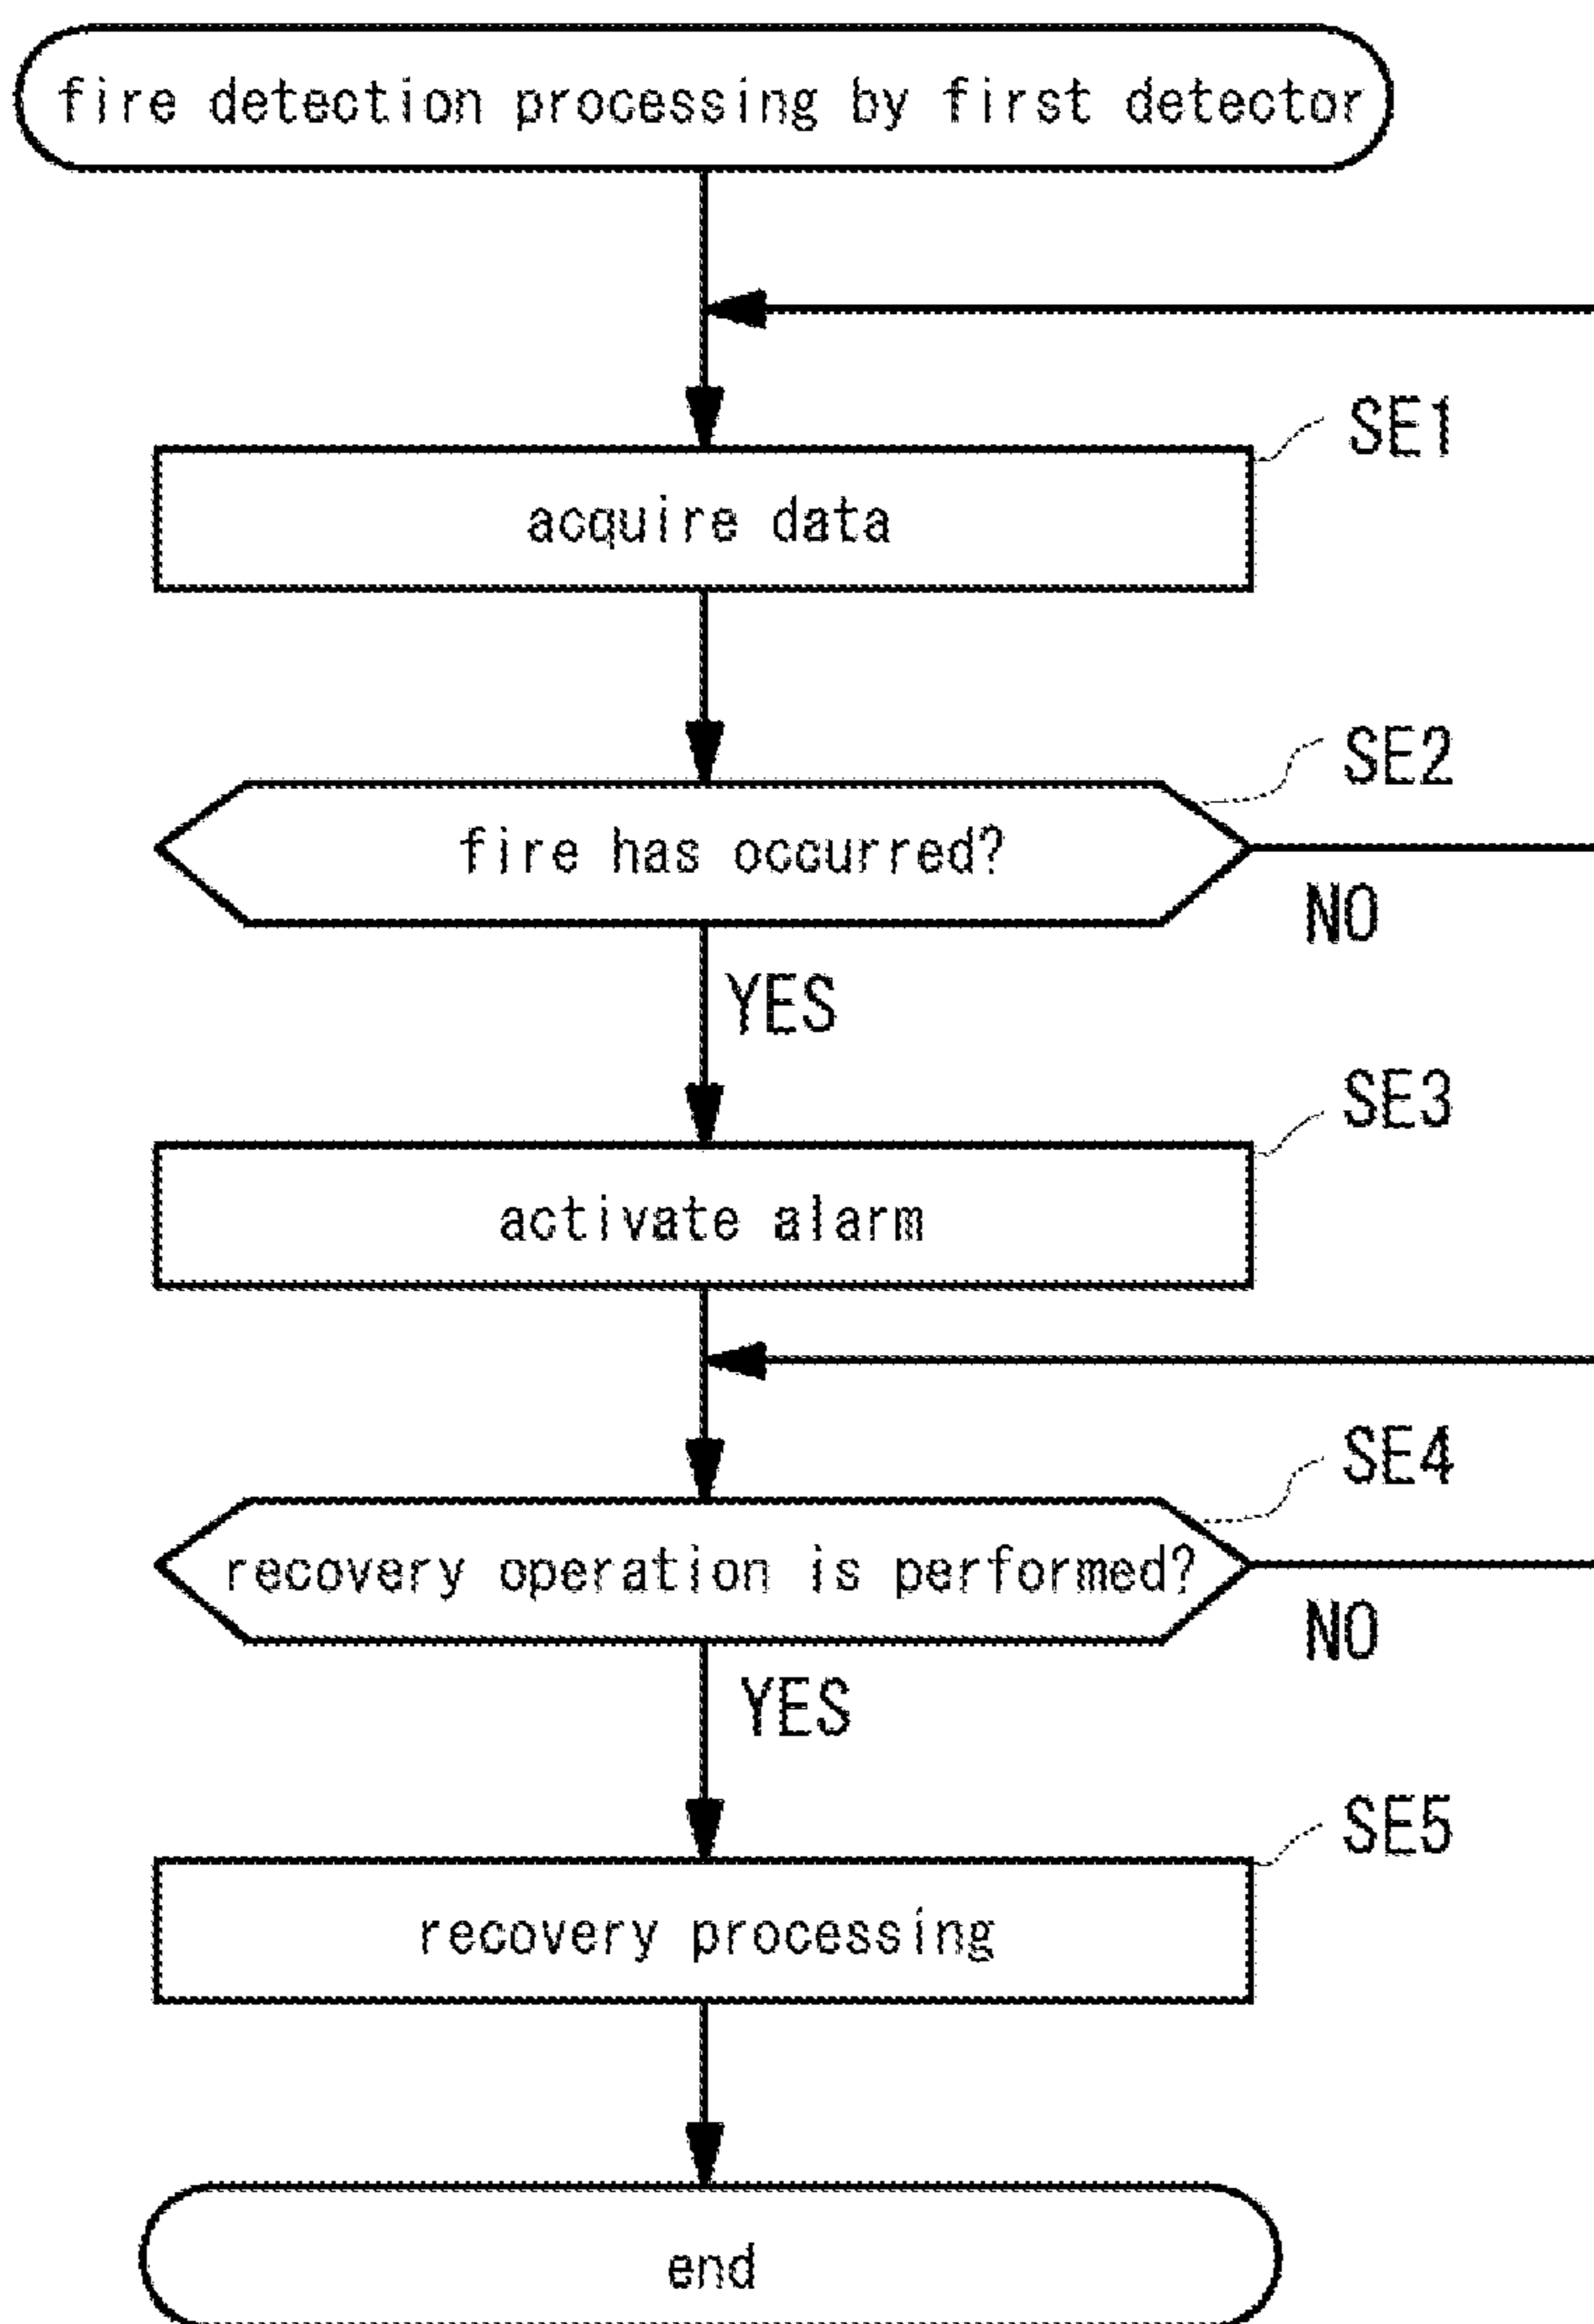 fire detection processing by first detector
SE1
acquire data
SE2
fire has occurred?
NO
YES
SE3
activate alarm
SE4
recovery operation is performed?
NO
YES
SE5
recovery processing
end